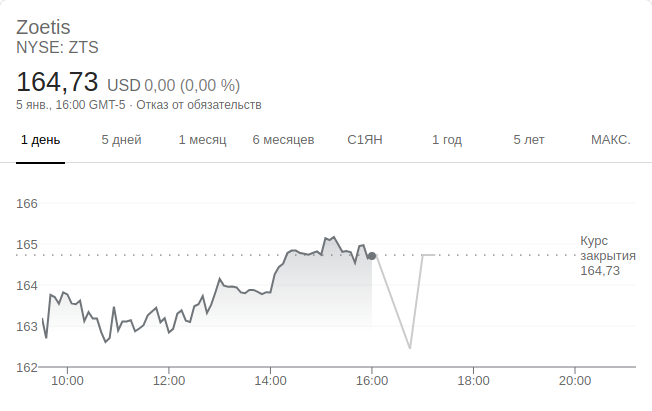 Zoetis
NYSE: ZTS
164,73 USD 0,00 (0,00 %)
5 янв., 16:00 GMT-5 · Отказ от обязательств
1 день 5 дней 1 месяц 6 месяцев С1ЯН 1 год 5 лет МАКС.
166
165
164
163
162
Курс
закрытия
164,73
10:00 12:00 14:00 16:00 18:00 20:00